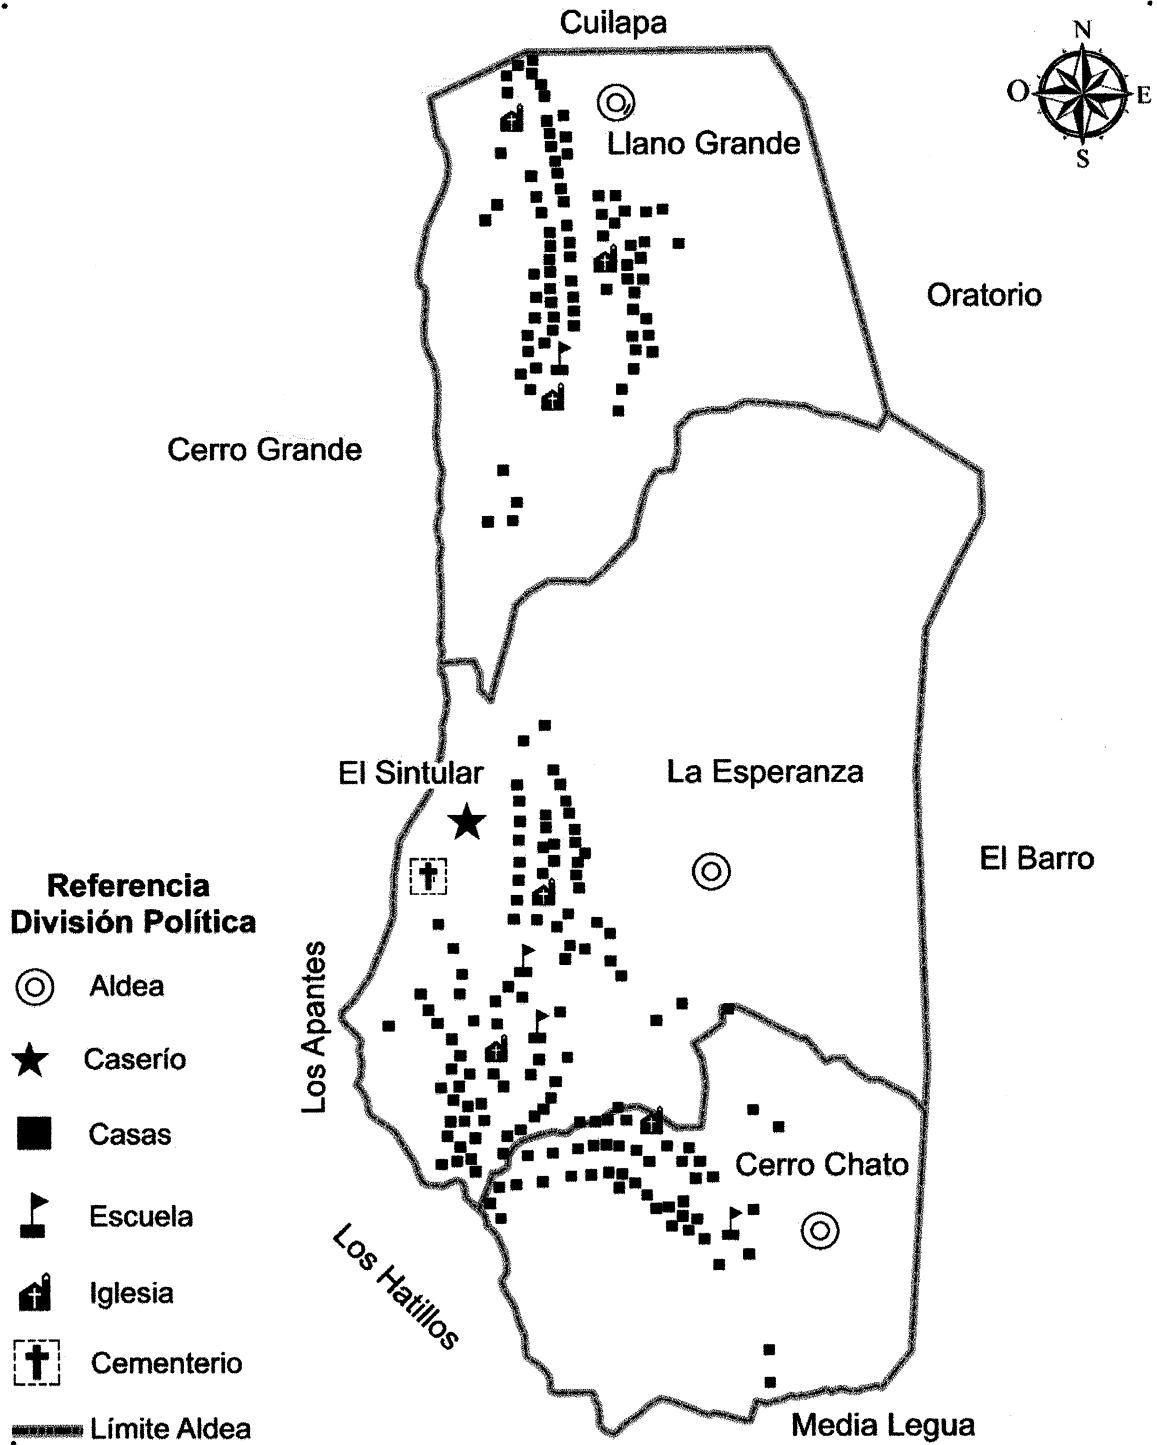 Cuilapa
N
O
E
S
Llano Grande
Oratorio
Cerro Grande
El Sintular
La Esperanza
El Barro
Los Apantes
Cerro Chato
Los Hatillos
Media Legua
Referencia
División Política
Aldea
Caserío
Casas
Escuela
Iglesia
Cementerio
Límite Aldea